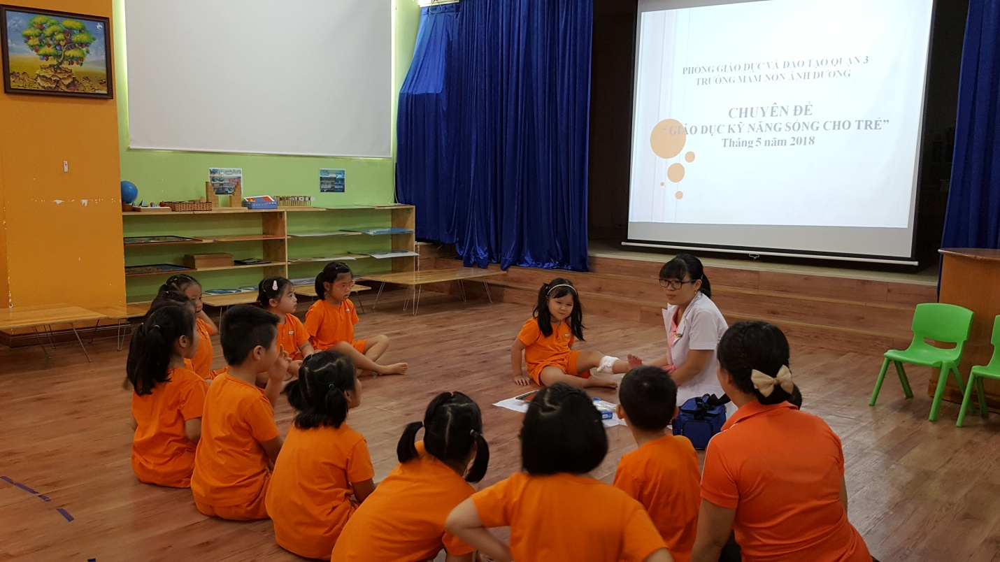 PHÒNG GIÁO DỤC VÀ ĐÀO TẠO QUẬN 3
TRƯỜNG MẦM NON ÁNH DƯƠNG
CHUYÊN ĐỀ
“ GIÁO DỤC KỸ NĂNG SỐNG CHO TRẺ”
Tháng 5 năm 2018